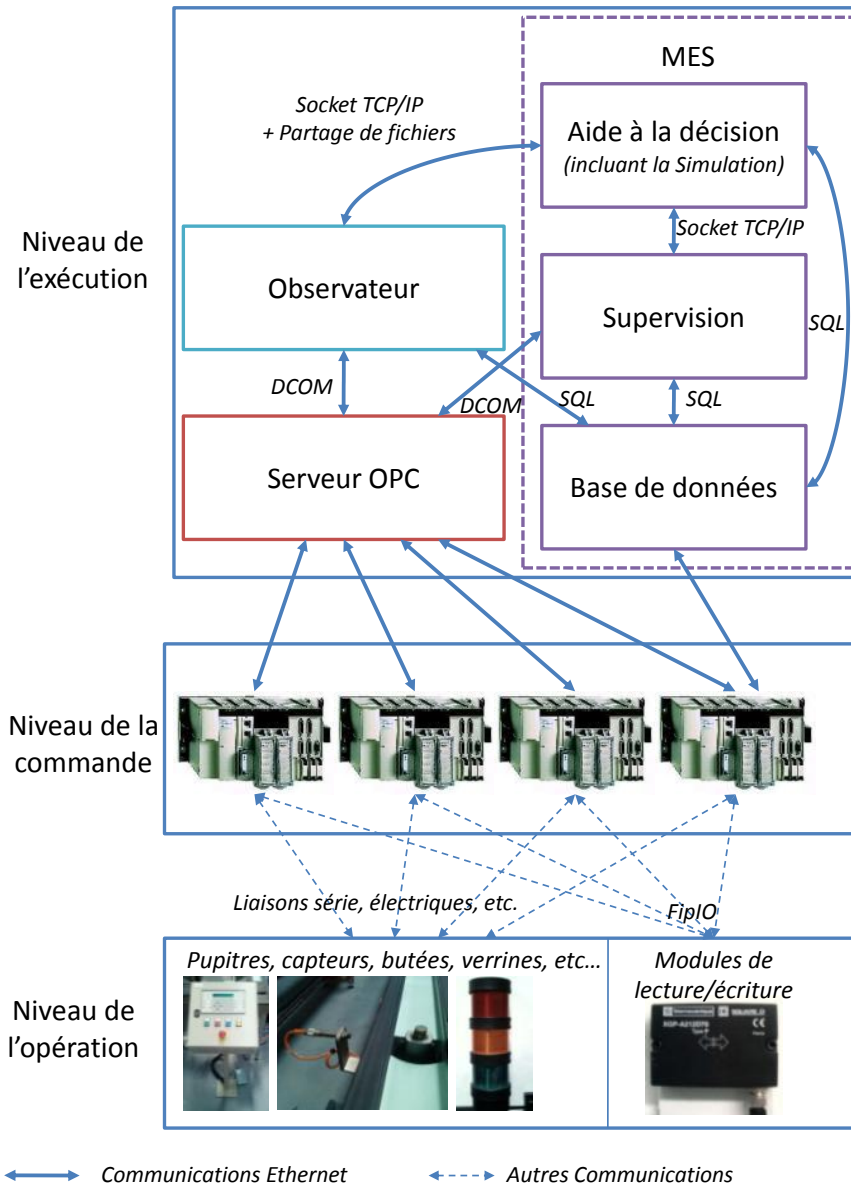 MES
Socket TCP/IP
+ Partage de fichiers
Aide à la décision
(incluant la Simulation)
Socket TCP/IP
Niveau de
l'exécution
Observateur
Supervision
SQL
DCOM
DCOM
SQL
SQL
Serveur OPC
Base de données
Niveau de la
commande
Liaisons série, électriques, etc.
FipIO
Pupitres, capteurs, butées, verrines, etc...
Modules de
lecture/écriture
Niveau de
l'opération
Communications Ethernet
Autres Communications